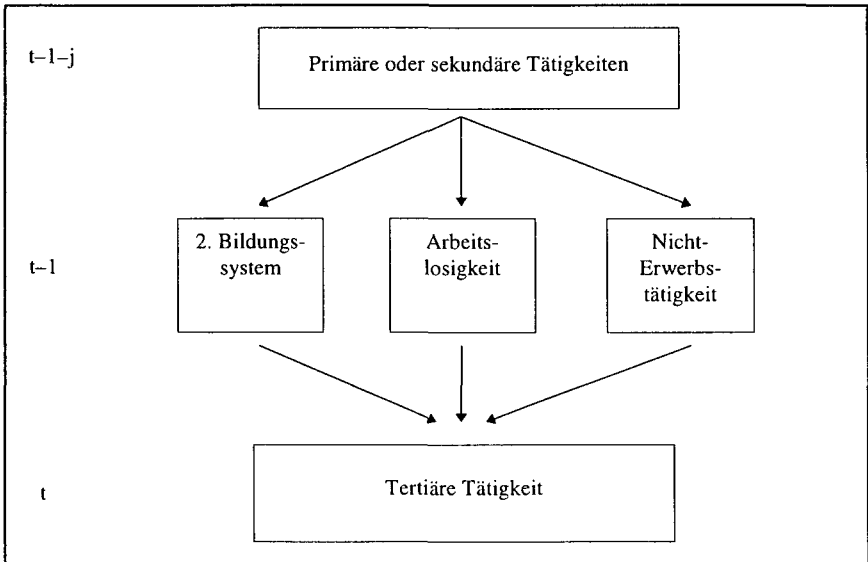 t–1–j
Primäre oder sekundäre Tätigkeiten
t–1
2. Bildungs-
system
Arbeits-
losigkeit
Nicht-
Erwerbs-
tätigkeit
t
Tertiäre Tätigkeit